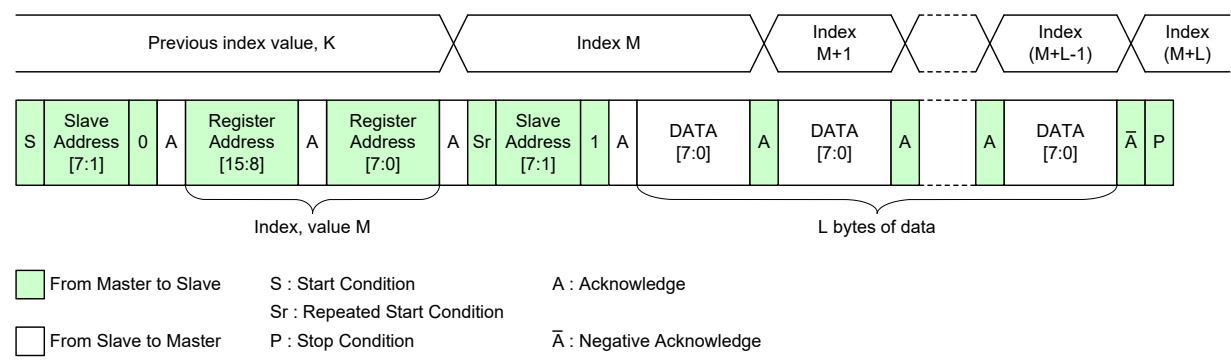 Previous index value, K
Index M
Index
M+1
Index
(M+L-1)
Index
(M+L)
S
Slave
Address
[7:1]
0
A
Register
Address
[15:8]
A
Register
Address
[7:0]
A
Sr
Slave
Address
[7:1]
1
A
DATA
[7:0]
A
DATA
[7:0]
A
A
DATA
[7:0]
A̅
P
Index, value M
L bytes of data
From Master to Slave
S : Start Condition
A : Acknowledge
Sr : Repeated Start Condition
From Slave to Master
P : Stop Condition
A̅ : Negative Acknowledge